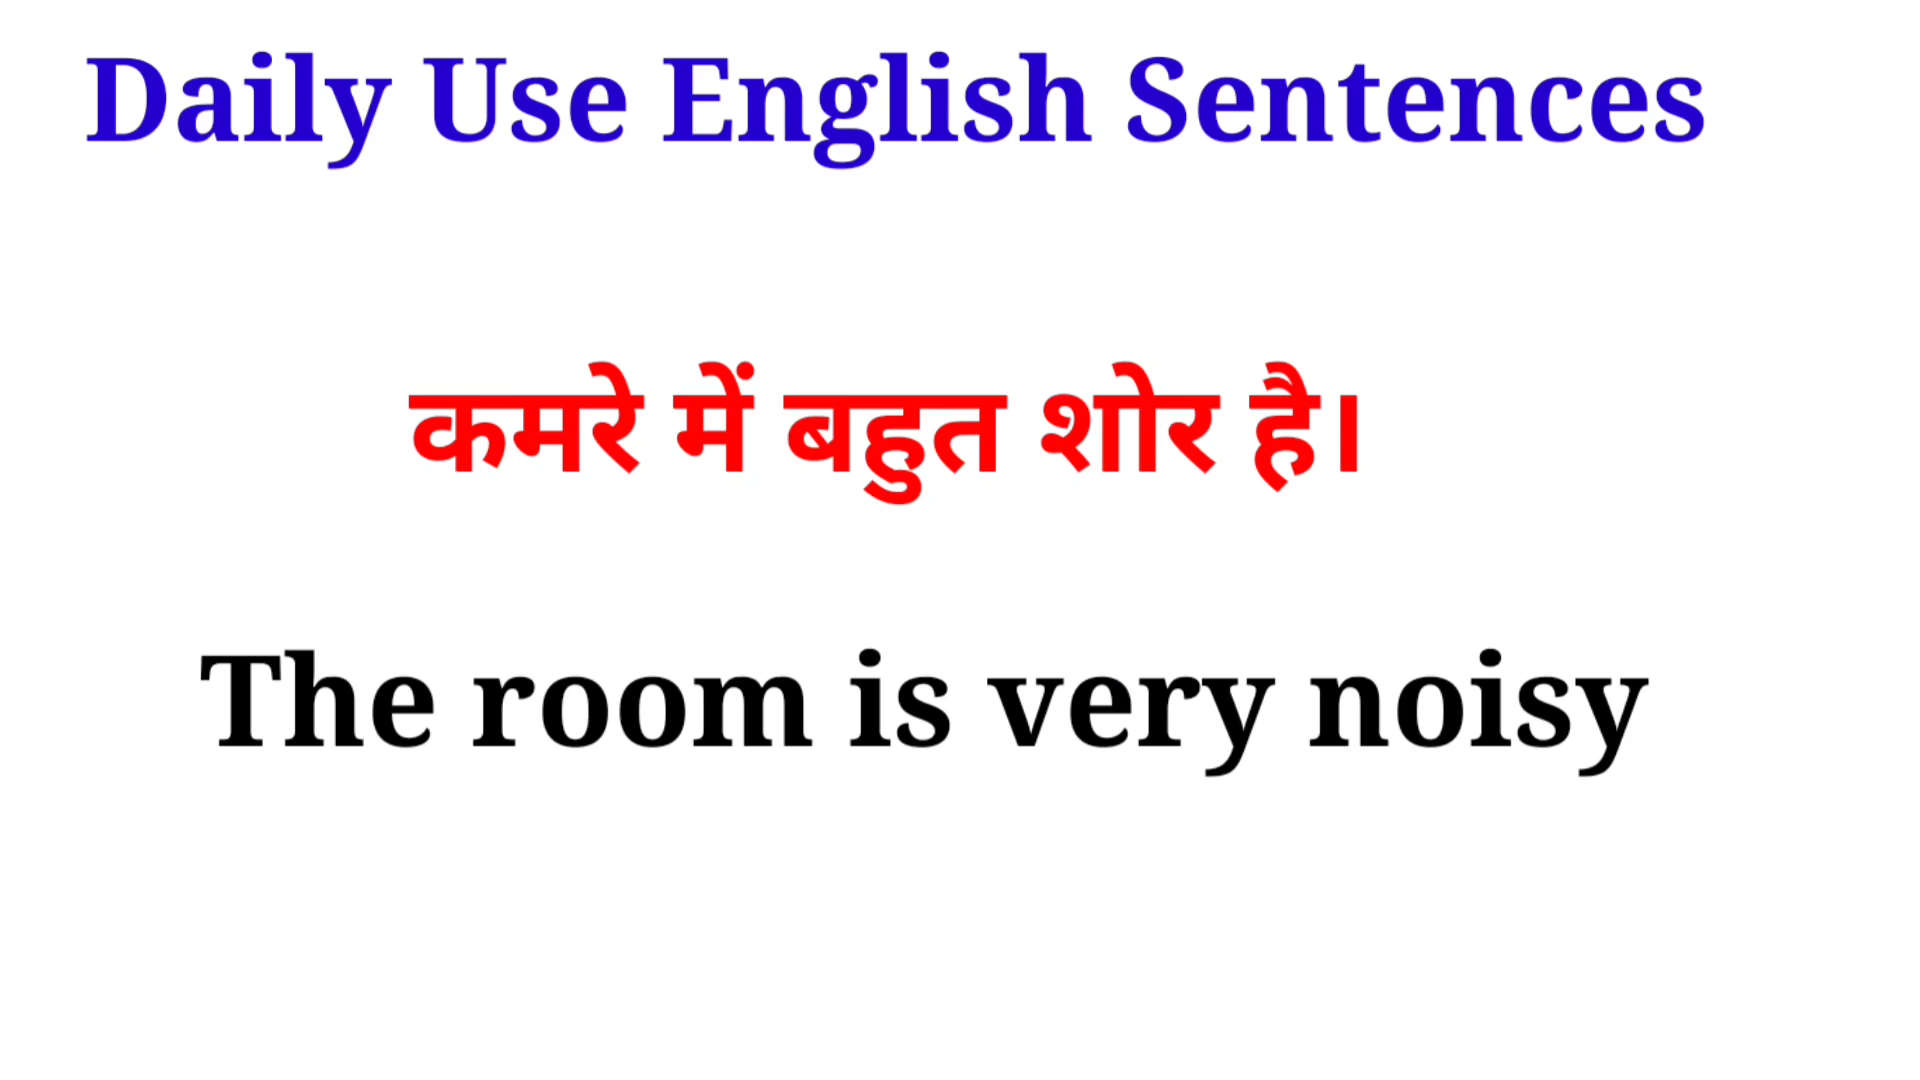 Daily Use English Sentences
कमरे में बहुत शोर है।
The room is very noisy